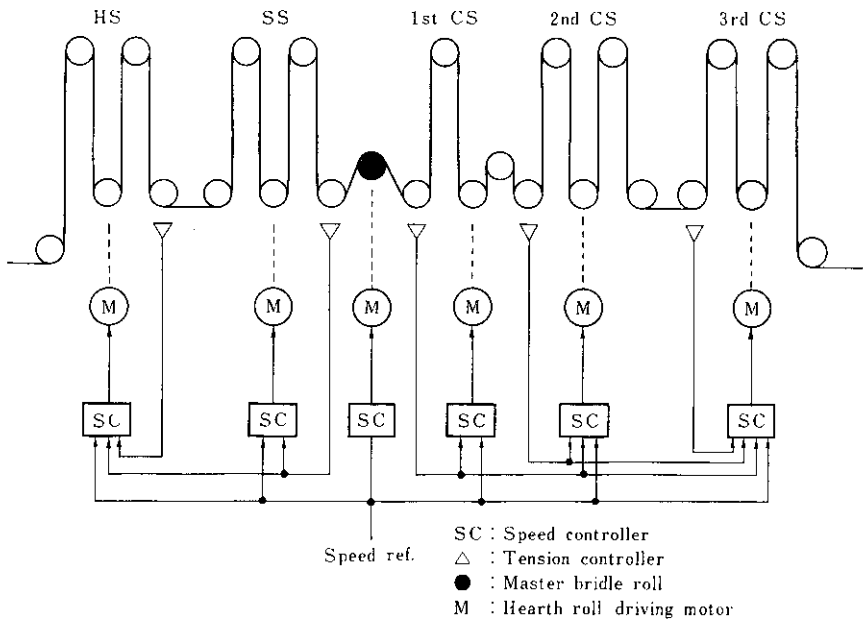 HS SS 1st CS 2nd CS 3rd CS
M M M M M M
SC SC SC SC SC SC
Speed ref.
SC : Speed controller
△ : Tension controller
● : Master bridle roll
M : Hearth roll driving motor